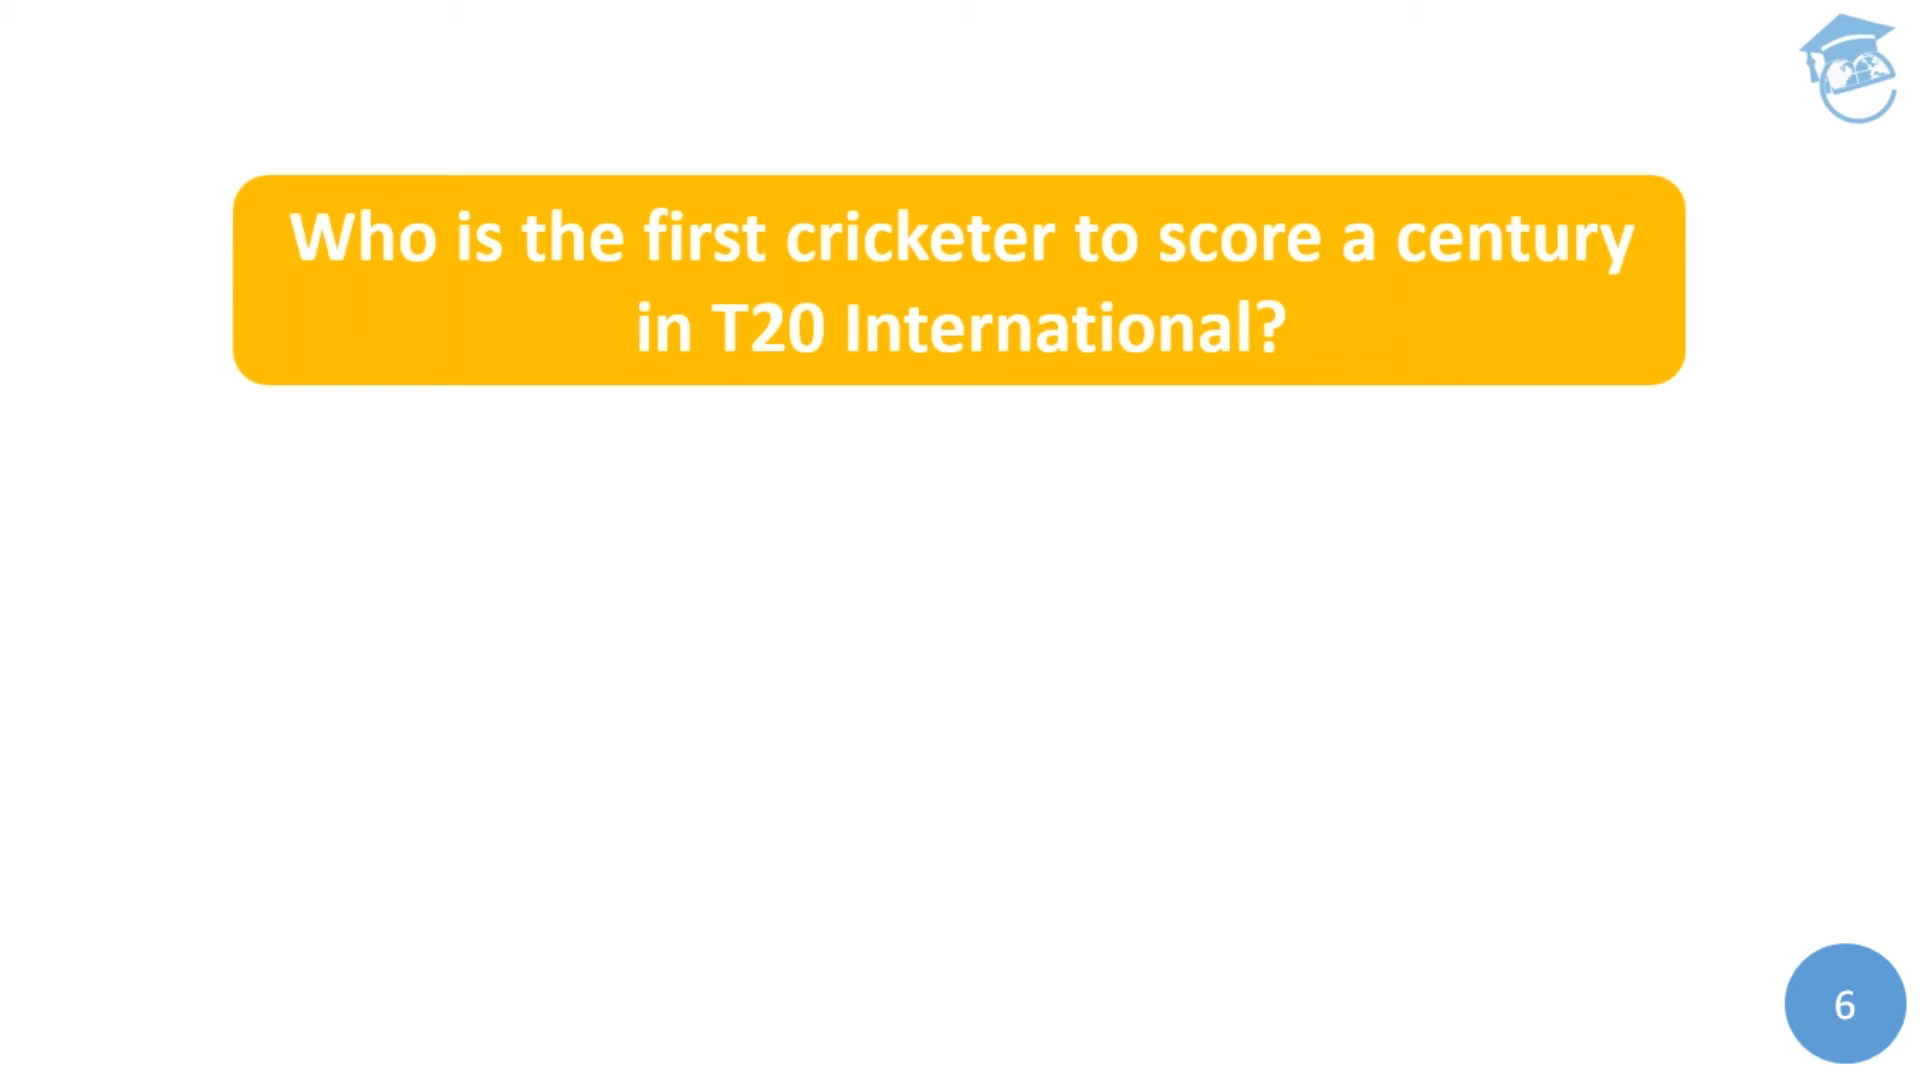 Who is the first cricketer to score a century
in T20 International?
6